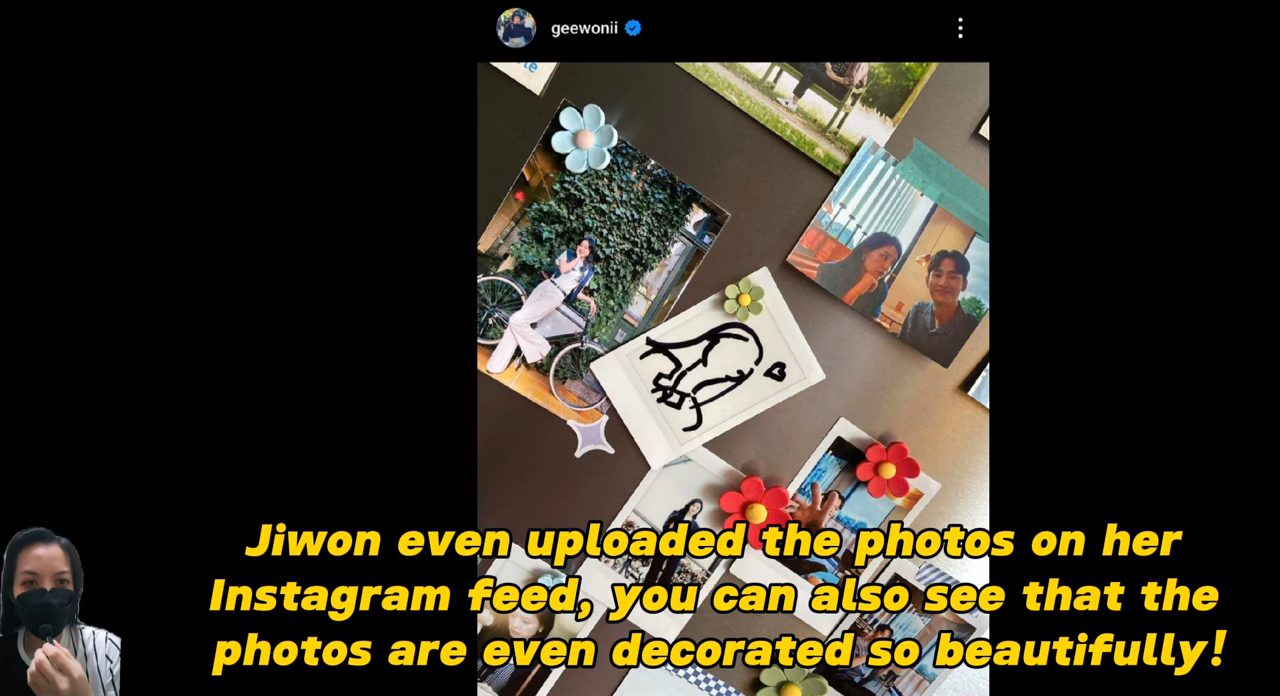 geewonii
Jiwon even uploaded the photos on her
Instagram feed, you can also see that the
photos are even decorated so beautifully!